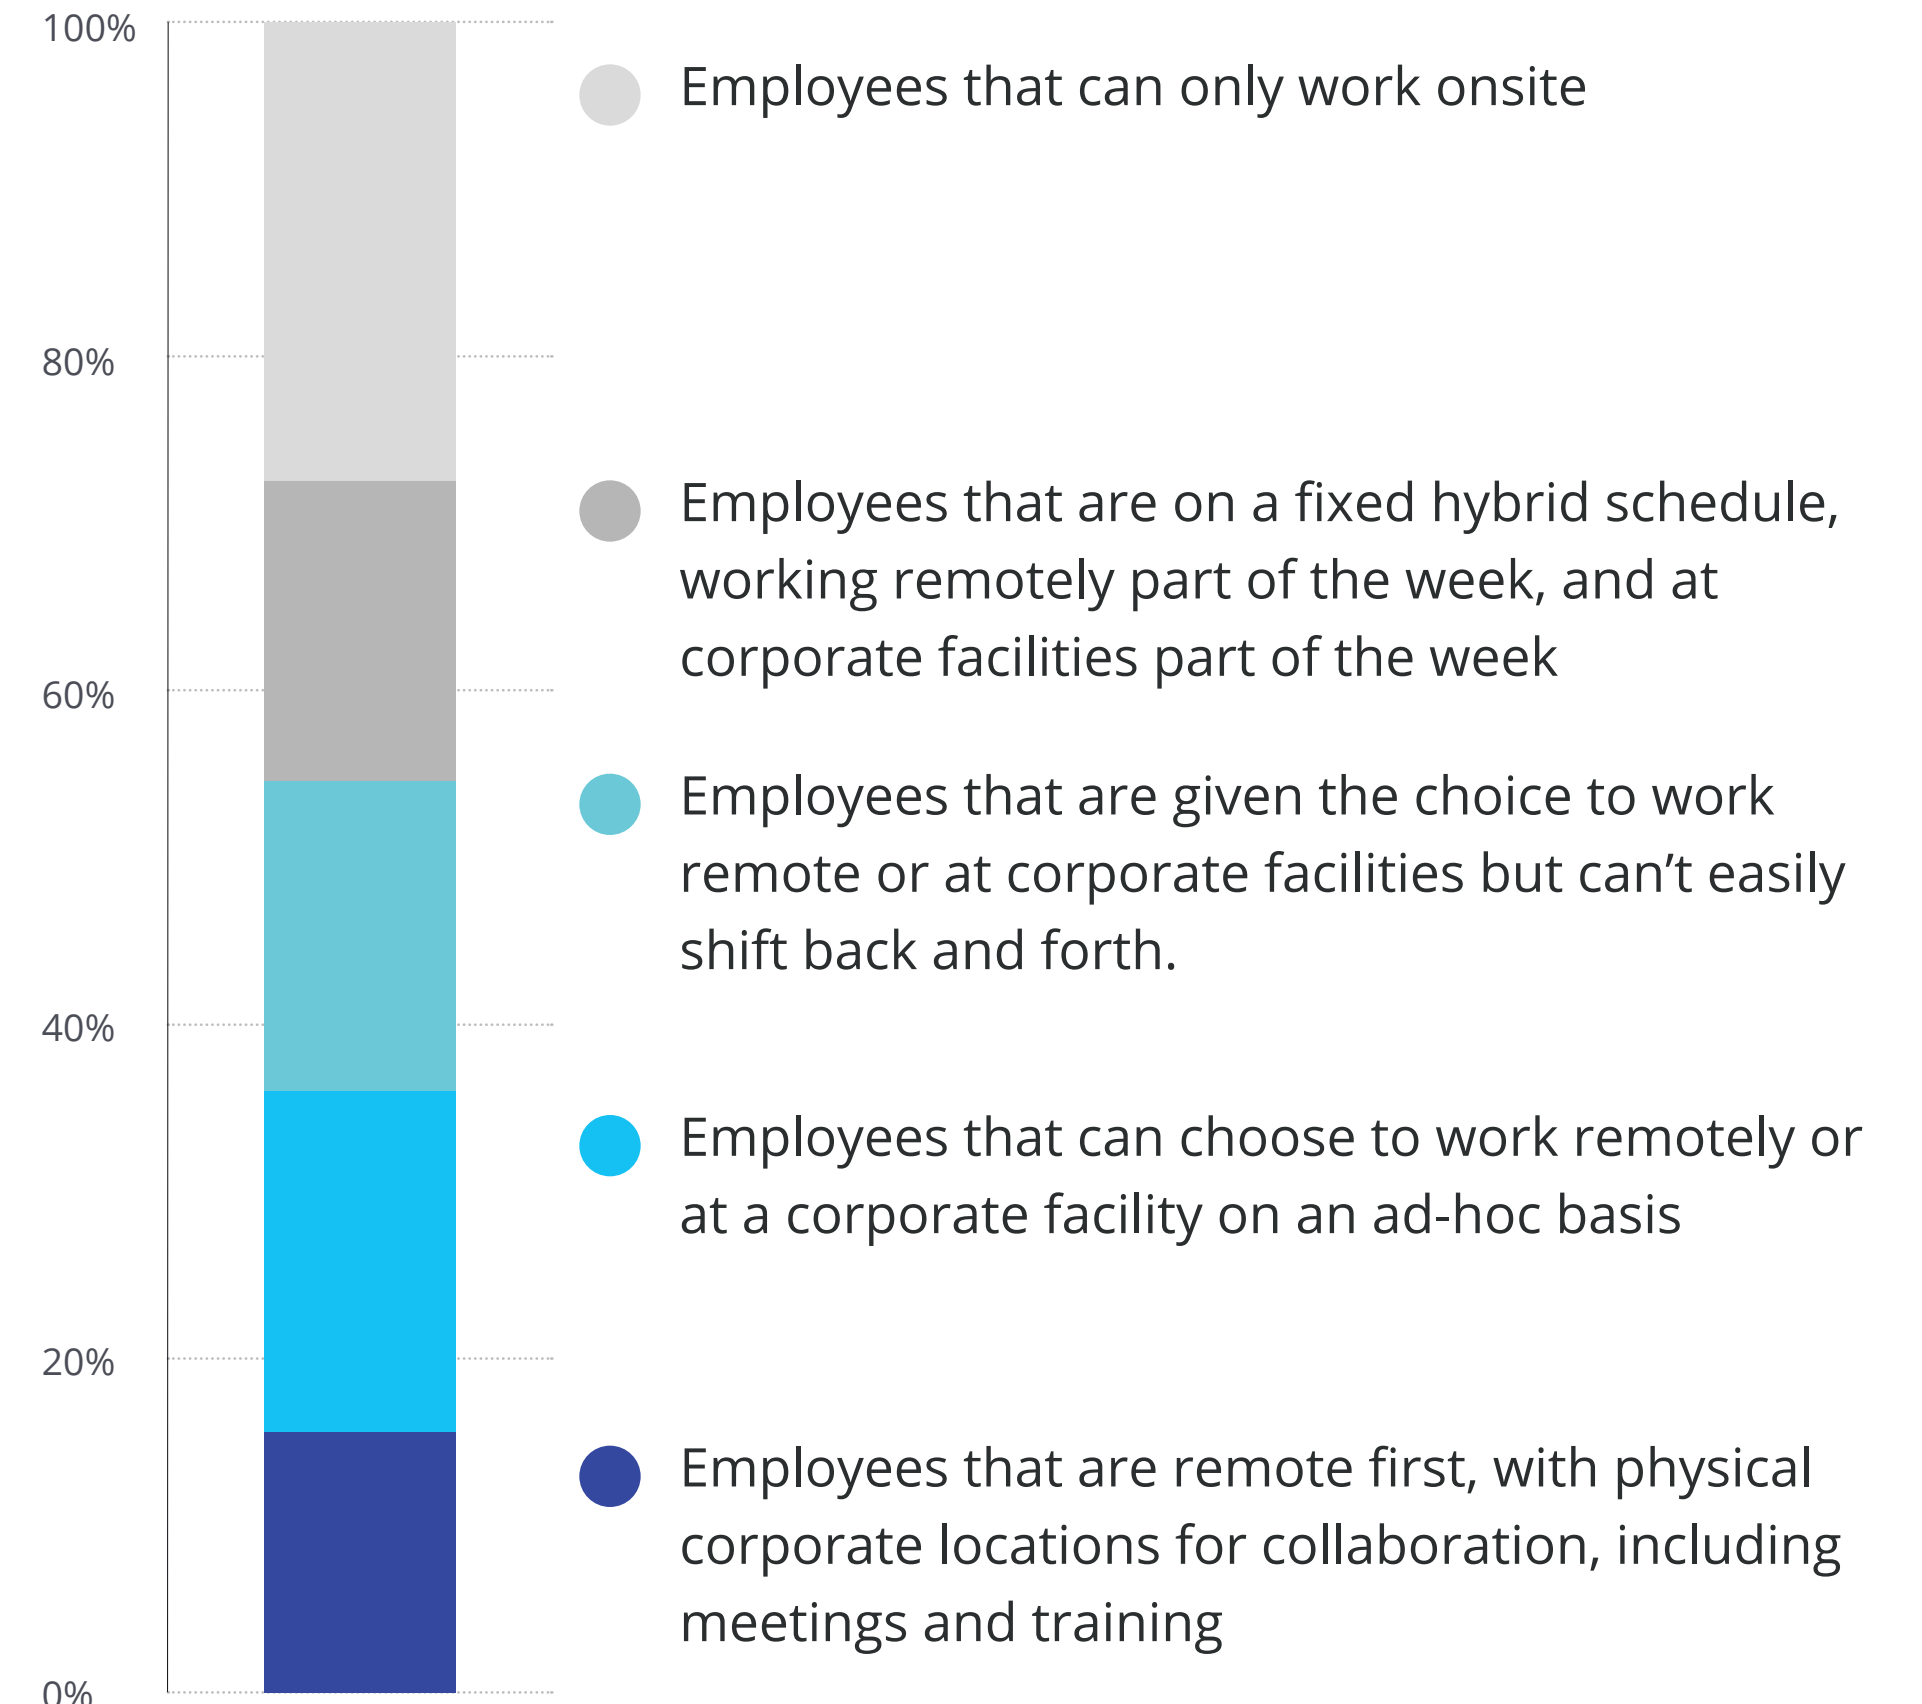 100%
Employees that can only work onsite
80%
Employees that are on a fixed hybrid schedule,
working remotely part of the week, and at
corporate facilities part of the week
60%
Employees that are given the choice to work
remote or at corporate facilities but can’t easily
shift back and forth.
40%
Employees that can choose to work remotely or
at a corporate facility on an ad-hoc basis
20%
Employees that are remote first, with physical
corporate locations for collaboration, including
meetings and training
0%